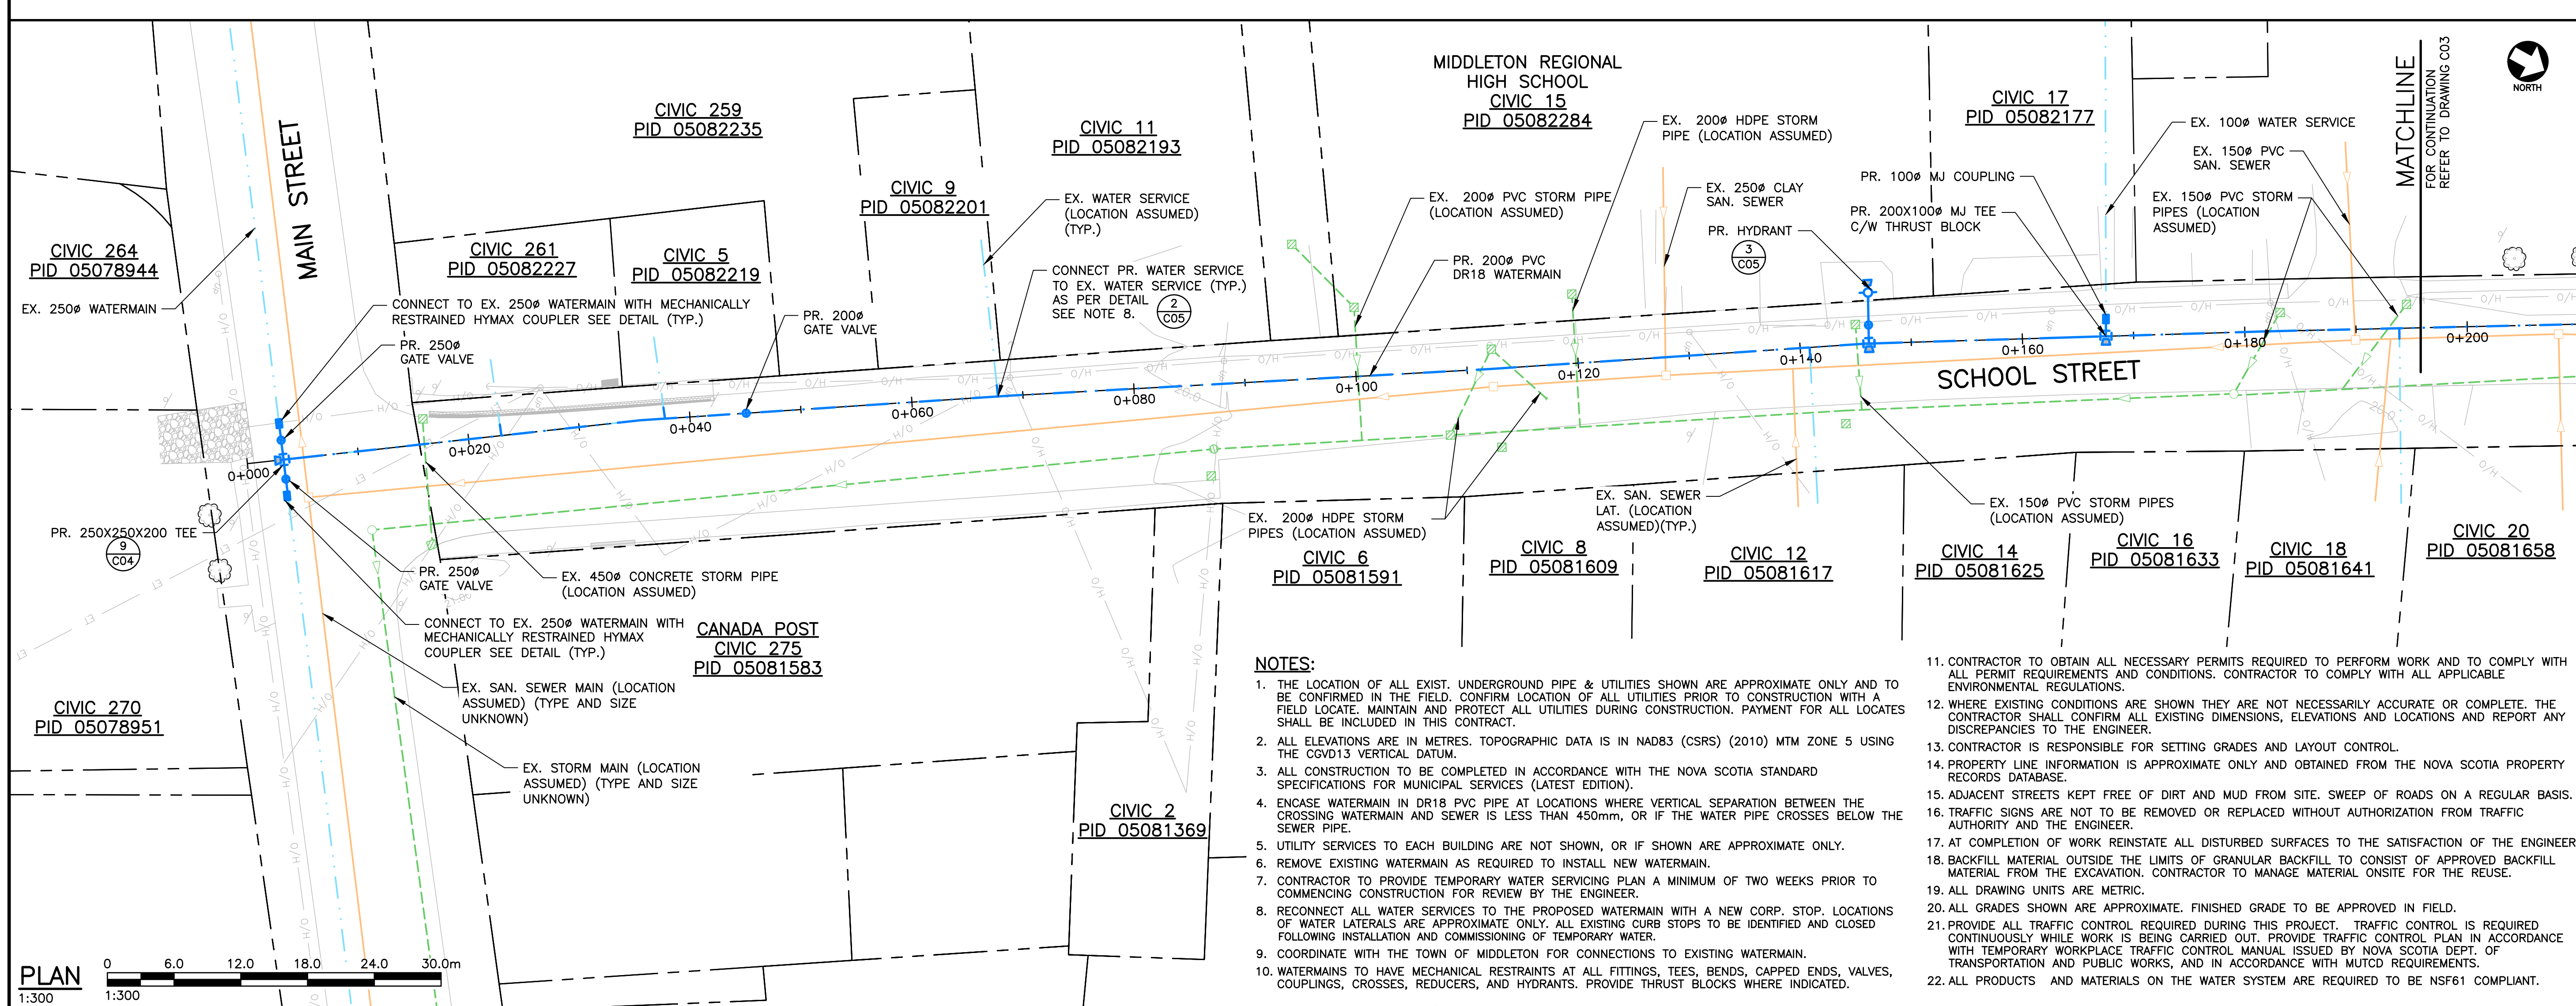 MAIN STREET
CIVIC 264
PID 05078944
EX. 250ø WATERMAIN
CIVIC 259
PID 05082235
CIVIC 261
PID 05082227
CIVIC 5
PID 05082219
CIVIC 9
PID 05082201
CIVIC 11
PID 05082193
MIDDLETON REGIONAL
HIGH SCHOOL
CIVIC 15
PID 05082284
CIVIC 17
PID 05082177
MATCHLINE
FOR CONTINUATION
REFER TO DRAWING C03
NORTH
CONNECT TO EX. 250ø WATERMAIN WITH MECHANICALLY
RESTRAINED HYMAX COUPLER SEE DETAIL (TYP.)
PR. 250ø
GATE VALVE
PR. 200ø
GATE VALVE
EX. WATER SERVICE
(LOCATION ASSUMED)
(TYP.)
CONNECT PR. WATER SERVICE
TO EX. WATER SERVICE (TYP.)
AS PER DETAIL
SEE NOTE 8.
2
C05
EX. 200ø PVC STORM PIPE
(LOCATION ASSUMED)
PR. 200ø PVC
DR18 WATERMAIN
EX. 200ø HDPE STORM
PIPE (LOCATION ASSUMED)
EX. 250ø CLAY
SAN. SEWER
PR. HYDRANT
3
C05
PR. 100ø MJ COUPLING
PR. 200X100ø MJ TEE
C/W THRUST BLOCK
EX. 100ø WATER SERVICE
EX. 150ø PVC
SAN. SEWER
EX. 150ø PVC STORM
PIPES (LOCATION
ASSUMED)
0+000
0+020
0+040
0+060
0+080
0+100
0+120
0+140
0+160
0+180
0+200
SCHOOL STREET
PR. 250X250X200 TEE
9
C04
PR. 250ø
GATE VALVE
EX. 450ø CONCRETE STORM PIPE
(LOCATION ASSUMED)
CONNECT TO EX. 250ø WATERMAIN WITH
MECHANICALLY RESTRAINED HYMAX
COUPLER SEE DETAIL (TYP.)
EX. SAN. SEWER MAIN (LOCATION
ASSUMED) (TYPE AND SIZE
UNKNOWN)
EX. STORM MAIN (LOCATION
ASSUMED) (TYPE AND SIZE
UNKNOWN)
CANADA POST
CIVIC 275
PID 05081583
CIVIC 270
PID 05078951
CIVIC 2
PID 05081369
EX. 200ø HDPE STORM
PIPES (LOCATION ASSUMED)
CIVIC 6
PID 05081591
CIVIC 8
PID 05081609
EX. SAN. SEWER
LAT. (LOCATION
ASSUMED)(TYP.)
CIVIC 12
PID 05081617
EX. 150ø PVC STORM PIPES
(LOCATION ASSUMED)
CIVIC 14
PID 05081625
CIVIC 16
PID 05081633
CIVIC 18
PID 05081641
CIVIC 20
PID 05081658
NOTES:
1. THE LOCATION OF ALL EXIST. UNDERGROUND PIPE & UTILITIES SHOWN ARE APPROXIMATE ONLY AND TO
BE CONFIRMED IN THE FIELD. CONFIRM LOCATION OF ALL UTILITIES PRIOR TO CONSTRUCTION WITH A
FIELD LOCATE. MAINTAIN AND PROTECT ALL UTILITIES DURING CONSTRUCTION. PAYMENT FOR ALL LOCATES
SHALL BE INCLUDED IN THIS CONTRACT.
2. ALL ELEVATIONS ARE IN METRES. TOPOGRAPHIC DATA IS IN NAD83 (CSRS) (2010) MTM ZONE 5 USING
THE CGVD13 VERTICAL DATUM.
3. ALL CONSTRUCTION TO BE COMPLETED IN ACCORDANCE WITH THE NOVA SCOTIA STANDARD
SPECIFICATIONS FOR MUNICIPAL SERVICES (LATEST EDITION).
4. ENCASE WATERMAIN IN DR18 PVC PIPE AT LOCATIONS WHERE VERTICAL SEPARATION BETWEEN THE
CROSSING WATERMAIN AND SEWER IS LESS THAN 450mm, OR IF THE WATER PIPE CROSSES BELOW THE
SEWER PIPE.
5. UTILITY SERVICES TO EACH BUILDING ARE NOT SHOWN, OR IF SHOWN ARE APPROXIMATE ONLY.
6. REMOVE EXISTING WATERMAIN AS REQUIRED TO INSTALL NEW WATERMAIN.
7. CONTRACTOR TO PROVIDE TEMPORARY WATER SERVICING PLAN A MINIMUM OF TWO WEEKS PRIOR TO
COMMENCING CONSTRUCTION FOR REVIEW BY THE ENGINEER.
8. RECONNECT ALL WATER SERVICES TO THE PROPOSED WATERMAIN WITH A NEW CORP. STOP. LOCATIONS
OF WATER LATERALS ARE APPROXIMATE ONLY. ALL EXISTING CURB STOPS TO BE IDENTIFIED AND CLOSED
FOLLOWING INSTALLATION AND COMMISSIONING OF TEMPORARY WATER.
9. COORDINATE WITH THE TOWN OF MIDDLETON FOR CONNECTIONS TO EXISTING WATERMAIN.
10. WATERMAINS TO HAVE MECHANICAL RESTRAINTS AT ALL FITTINGS, TEES, BENDS, CAPPED ENDS, VALVES,
COUPLINGS, CROSSES, REDUCERS, AND HYDRANTS. PROVIDE THRUST BLOCKS WHERE INDICATED.
11. CONTRACTOR TO OBTAIN ALL NECESSARY PERMITS REQUIRED TO PERFORM WORK AND TO COMPLY WITH
ALL PERMIT REQUIREMENTS AND CONDITIONS. CONTRACTOR TO COMPLY WITH ALL APPLICABLE
ENVIRONMENTAL REGULATIONS.
12. WHERE EXISTING CONDITIONS ARE SHOWN THEY ARE NOT NECESSARILY ACCURATE OR COMPLETE. THE
CONTRACTOR SHALL CONFIRM ALL EXISTING DIMENSIONS, ELEVATIONS AND LOCATIONS AND REPORT ANY
DISCREPANCIES TO THE ENGINEER.
13. CONTRACTOR IS RESPONSIBLE FOR SETTING GRADES AND LAYOUT CONTROL.
14. PROPERTY LINE INFORMATION IS APPROXIMATE ONLY AND OBTAINED FROM THE NOVA SCOTIA PROPERTY
RECORDS DATABASE.
15. ADJACENT STREETS KEPT FREE OF DIRT AND MUD FROM SITE. SWEEP OF ROADS ON A REGULAR BASIS.
16. TRAFFIC SIGNS ARE NOT TO BE REMOVED OR REPLACED WITHOUT AUTHORIZATION FROM TRAFFIC
AUTHORITY AND THE ENGINEER.
17. AT COMPLETION OF WORK REINSTATE ALL DISTURBED SURFACES TO THE SATISFACTION OF THE ENGINEER
18. BACKFILL MATERIAL OUTSIDE THE LIMITS OF GRANULAR BACKFILL TO CONSIST OF APPROVED BACKFILL
MATERIAL FROM THE EXCAVATION. CONTRACTOR TO MANAGE MATERIAL ONSITE FOR THE REUSE.
19. ALL DRAWING UNITS ARE METRIC.
20. ALL GRADES SHOWN ARE APPROXIMATE. FINISHED GRADE TO BE APPROVED IN FIELD.
21. PROVIDE ALL TRAFFIC CONTROL REQUIRED DURING THIS PROJECT. TRAFFIC CONTROL IS REQUIRED
CONTINUOUSLY WHILE WORK IS BEING CARRIED OUT. PROVIDE TRAFFIC CONTROL PLAN IN ACCORDANCE
WITH TEMPORARY WORKPLACE TRAFFIC CONTROL MANUAL ISSUED BY NOVA SCOTIA DEPT. OF
TRANSPORTATION AND PUBLIC WORKS, AND IN ACCORDANCE WITH MUTCD REQUIREMENTS.
22. ALL PRODUCTS AND MATERIALS ON THE WATER SYSTEM ARE REQUIRED TO BE NSF61 COMPLIANT.
PLAN
1:300
0 6.0 12.0 18.0 24.0 30.0m
1:300